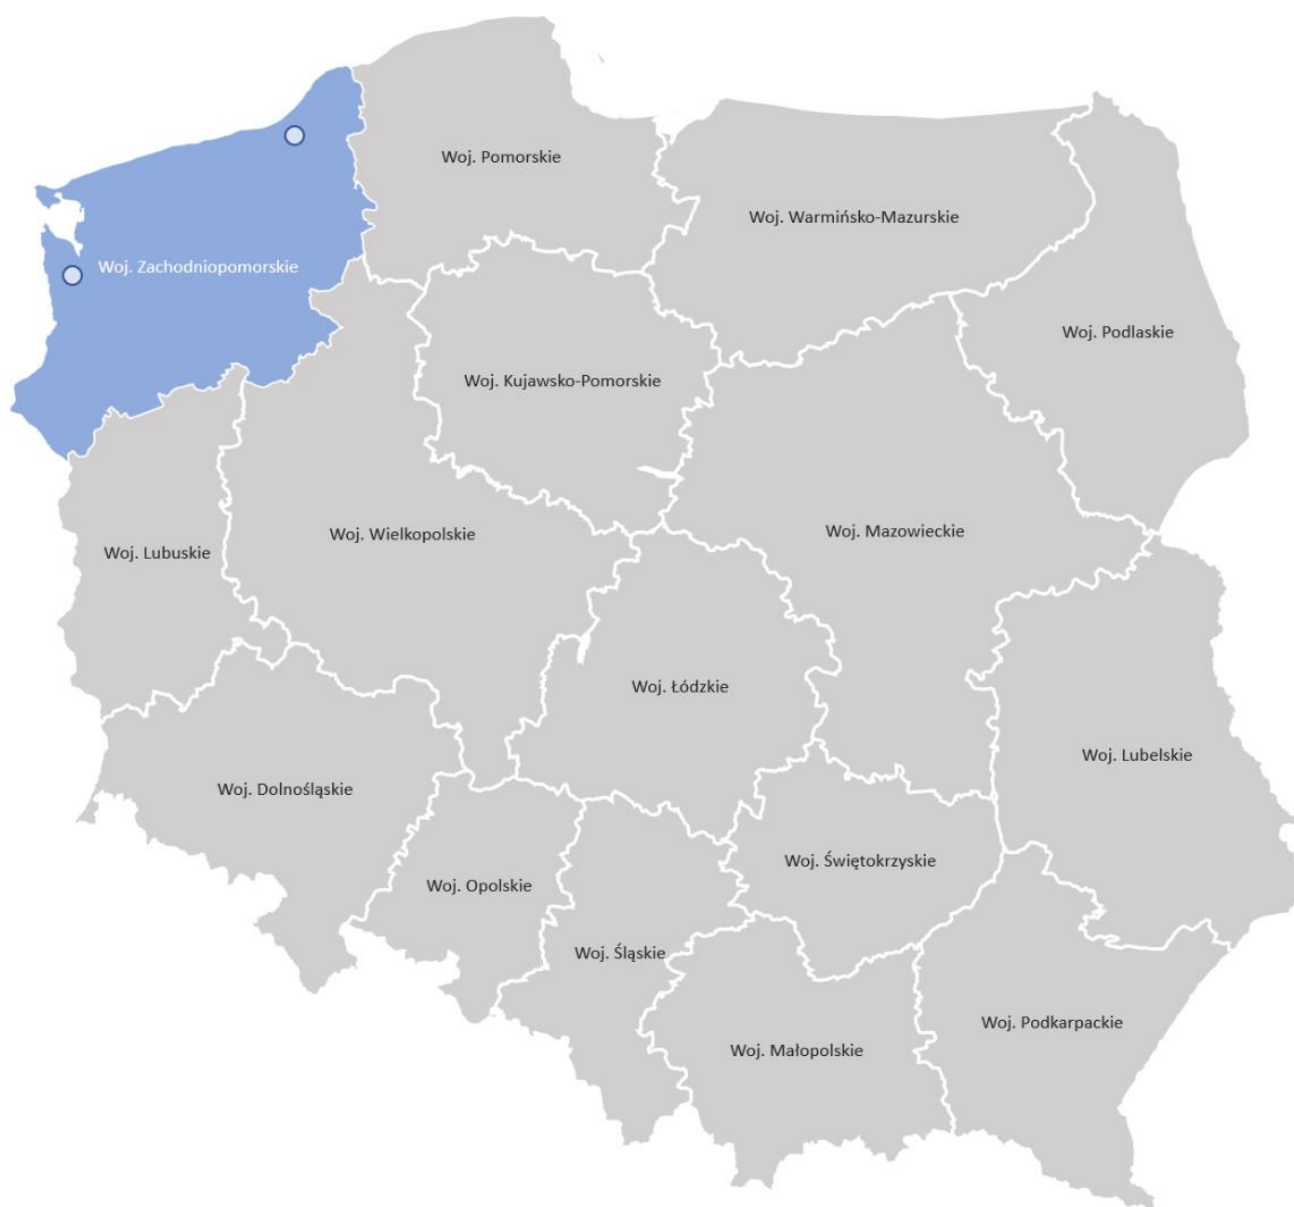 Woj. Pomorskie
Woj. Warmińsko-Mazurskie
Woj. Zachodniopomorskie
Woj. Podlaskie
Woj. Kujawsko-Pomorskie
Woj. Mazowieckie
Woj. Wielkopolskie
Woj. Lubuskie
Woj. Łódzkie
Woj. Lubelskie
Woj. Dolnośląskie
Woj. Świętokrzyskie
Woj. Opolskie
Woj. Śląskie
Woj. Podkarpackie
Woj. Małopolskie